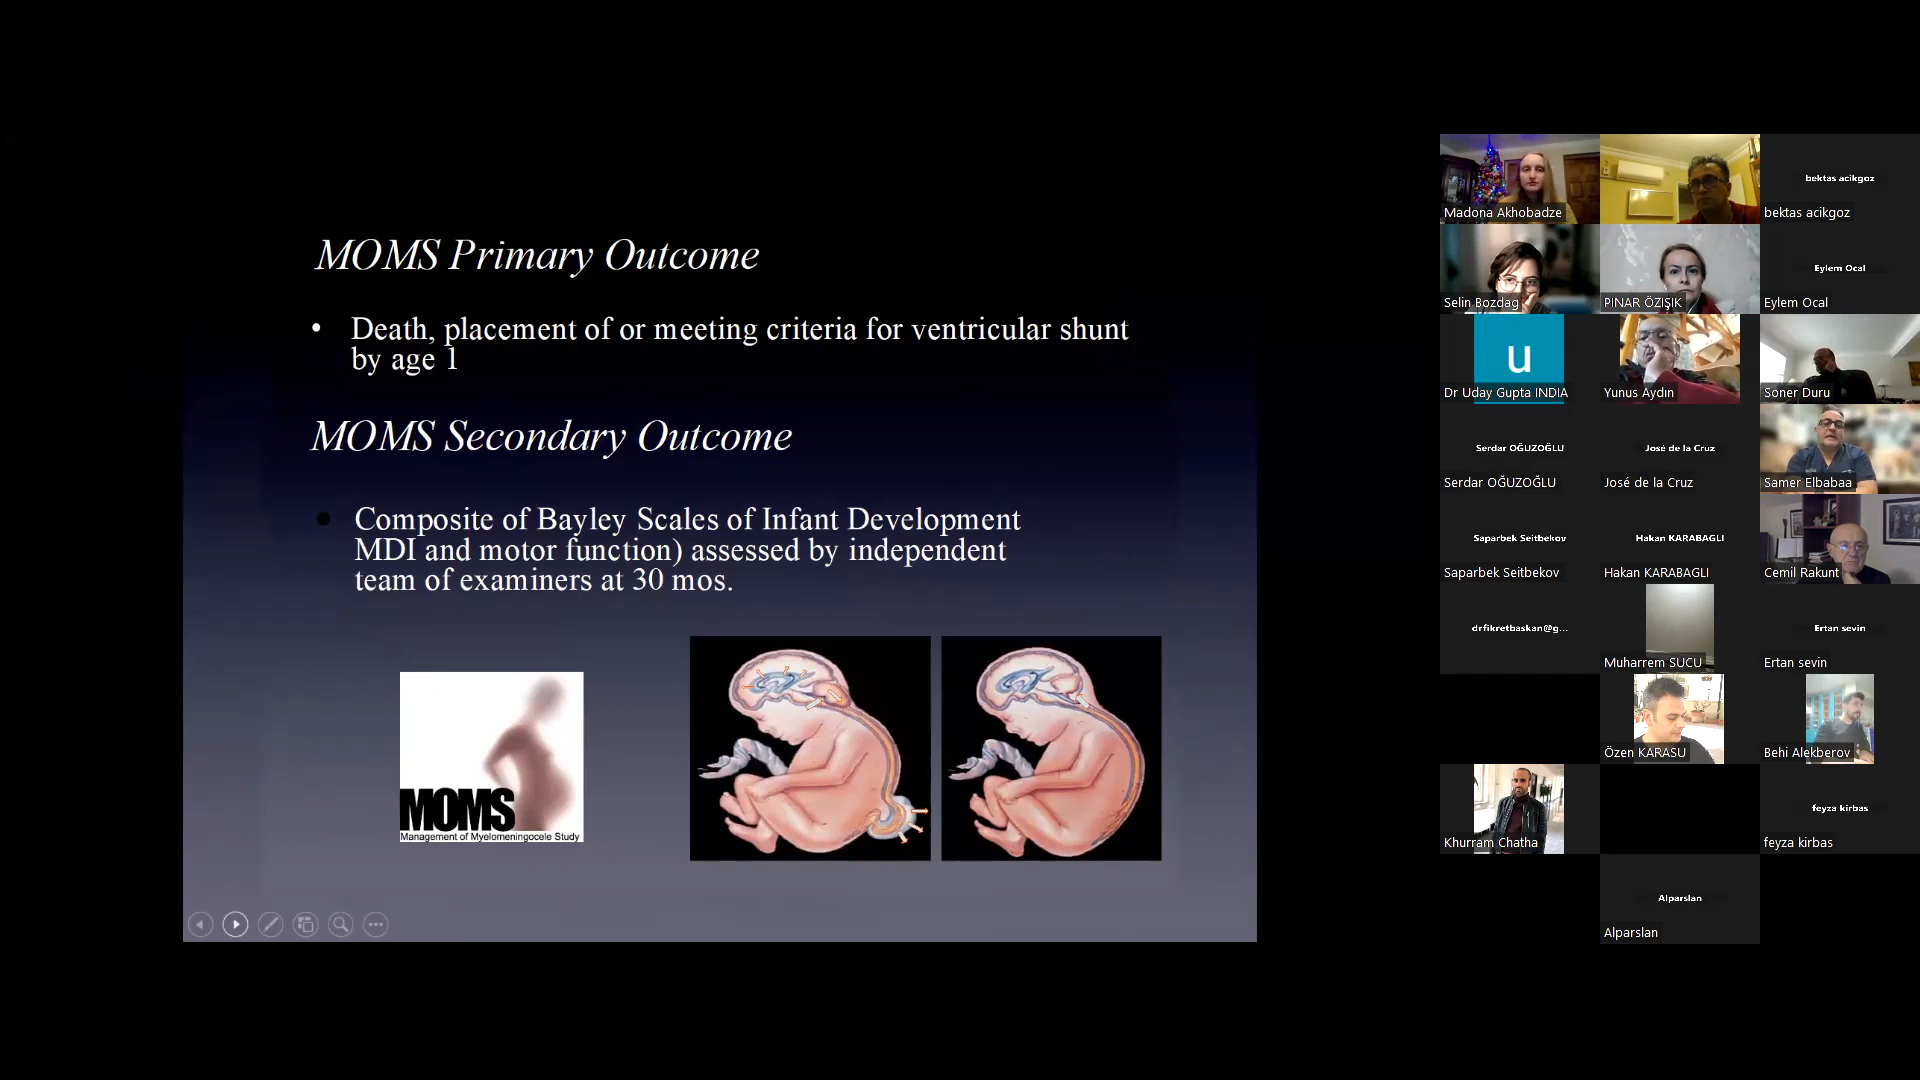 MOMS Primary Outcome
• Death, placement of or meeting criteria for ventricular shunt
by age 1
MOMS Secondary Outcome
• Composite of Bayley Scales of Infant Development
MDI and motor function) assessed by independent
team of examiners at 30 mos.
MOMS
Management of Myelomeningocele Study
Madona Akhobadze
bektas acikgoz
bektas acikgoz
Selin Bozdag
PINAR ÖZIŞIK
Eylem Ocal
Eylem Ocal
u
Dr Uday Gupta INDIA
Yunus Aydın
Soner Duru
Serdar OĞUZOĞLU
Serdar OĞUZOĞLU
José de la Cruz
José de la Cruz
Samer Elbabaa
Saparbek Seitbekov
Saparbek Seitbekov
Hakan KARABAGLI
Hakan KARABAGLI
Cemil Rakunt
drfikretbaskan@g...
Muharrem SUCU
Ertan sevin
Ertan sevin
Özen KARASU
Behi Alekberov
Khurram Chatha
feyza kirbas
feyza kirbas
Alparslan
Alparslan